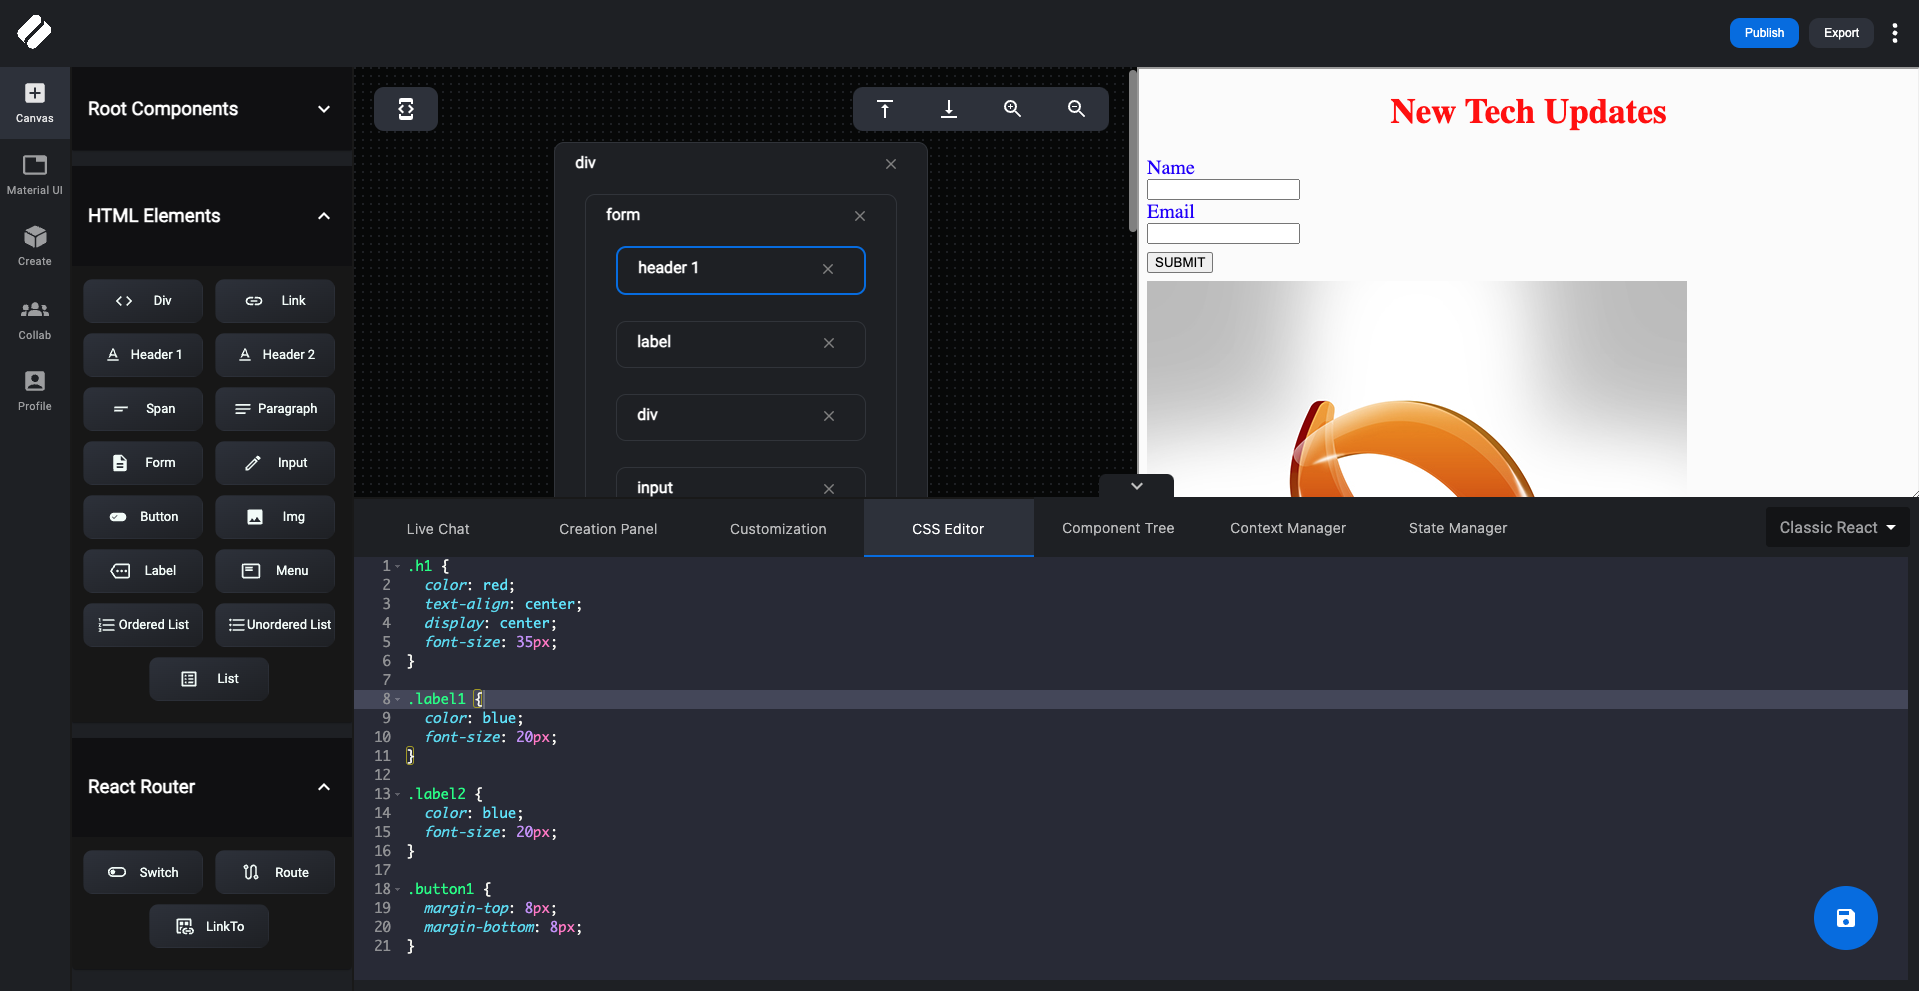 Publish
Export
Canvas
Material UI
Create
Collab
Profile
Root Components
HTML Elements
Div
Link
Header 1
Header 2
Span
Paragraph
Form
Input
Button
Img
Label
Menu
Ordered List
Unordered List
List
React Router
Switch
Route
LinkTo
div
form
header 1
label
div
input
New Tech Updates
Name
Email
SUBMIT
Live Chat
Creation Panel
Customization
CSS Editor
Component Tree
Context Manager
State Manager
Classic React
1 .h1 {
2 color: red;
3 text-align: center;
4 display: center;
5 font-size: 35px;
6 }
7
8 .label1 {
9 color: blue;
10 font-size: 20px;
11 }
12
13 .label2 {
14 color: blue;
15 font-size: 20px;
16 }
17
18 .button1 {
19 margin-top: 8px;
20 margin-bottom: 8px;
21 }